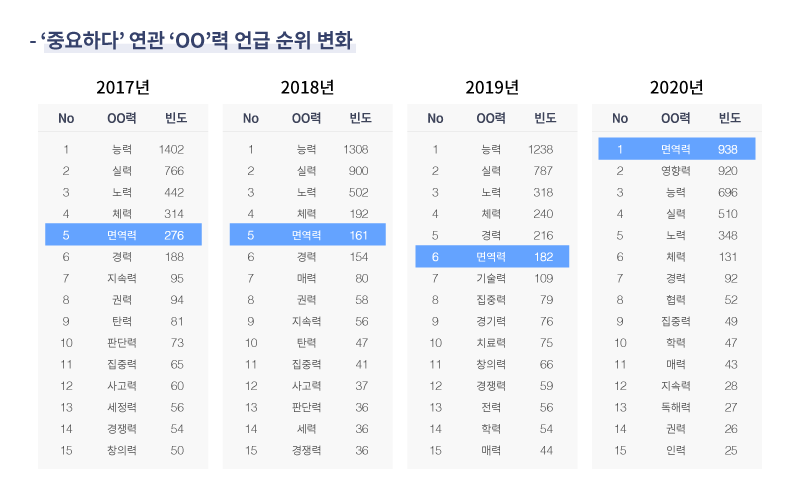 - ‘중요하다’ 연관 ‘OO’력 언급 순위 변화
2017년
No OO력 빈도
1 능력 1402
2 실력 766
3 노력 442
4 체력 314
5 면역력 276
6 경력 188
7 지속력 95
8 권력 94
9 탄력 81
10 판단력 73
11 집중력 65
12 사고력 60
13 세정력 56
14 경쟁력 54
15 창의력 50
2018년
No OO력 빈도
1 능력 1308
2 실력 900
3 노력 502
4 체력 192
5 면역력 161
6 경력 154
7 매력 80
8 권력 58
9 지속력 56
10 탄력 47
11 집중력 41
12 사고력 37
13 판단력 36
14 세력 36
15 경쟁력 36
2019년
No OO력 빈도
1 능력 1238
2 실력 787
3 노력 318
4 체력 240
5 경력 216
6 면역력 182
7 기술력 109
8 집중력 79
9 경기력 76
10 치료력 75
11 창의력 66
12 경쟁력 59
13 전력 56
14 학력 54
15 매력 44
2020년
No OO력 빈도
1 면역력 938
2 영향력 920
3 능력 696
4 실력 510
5 노력 348
6 체력 131
7 경력 92
8 협력 52
9 집중력 49
10 학력 47
11 매력 43
12 지속력 28
13 독해력 27
14 권력 26
15 인력 25